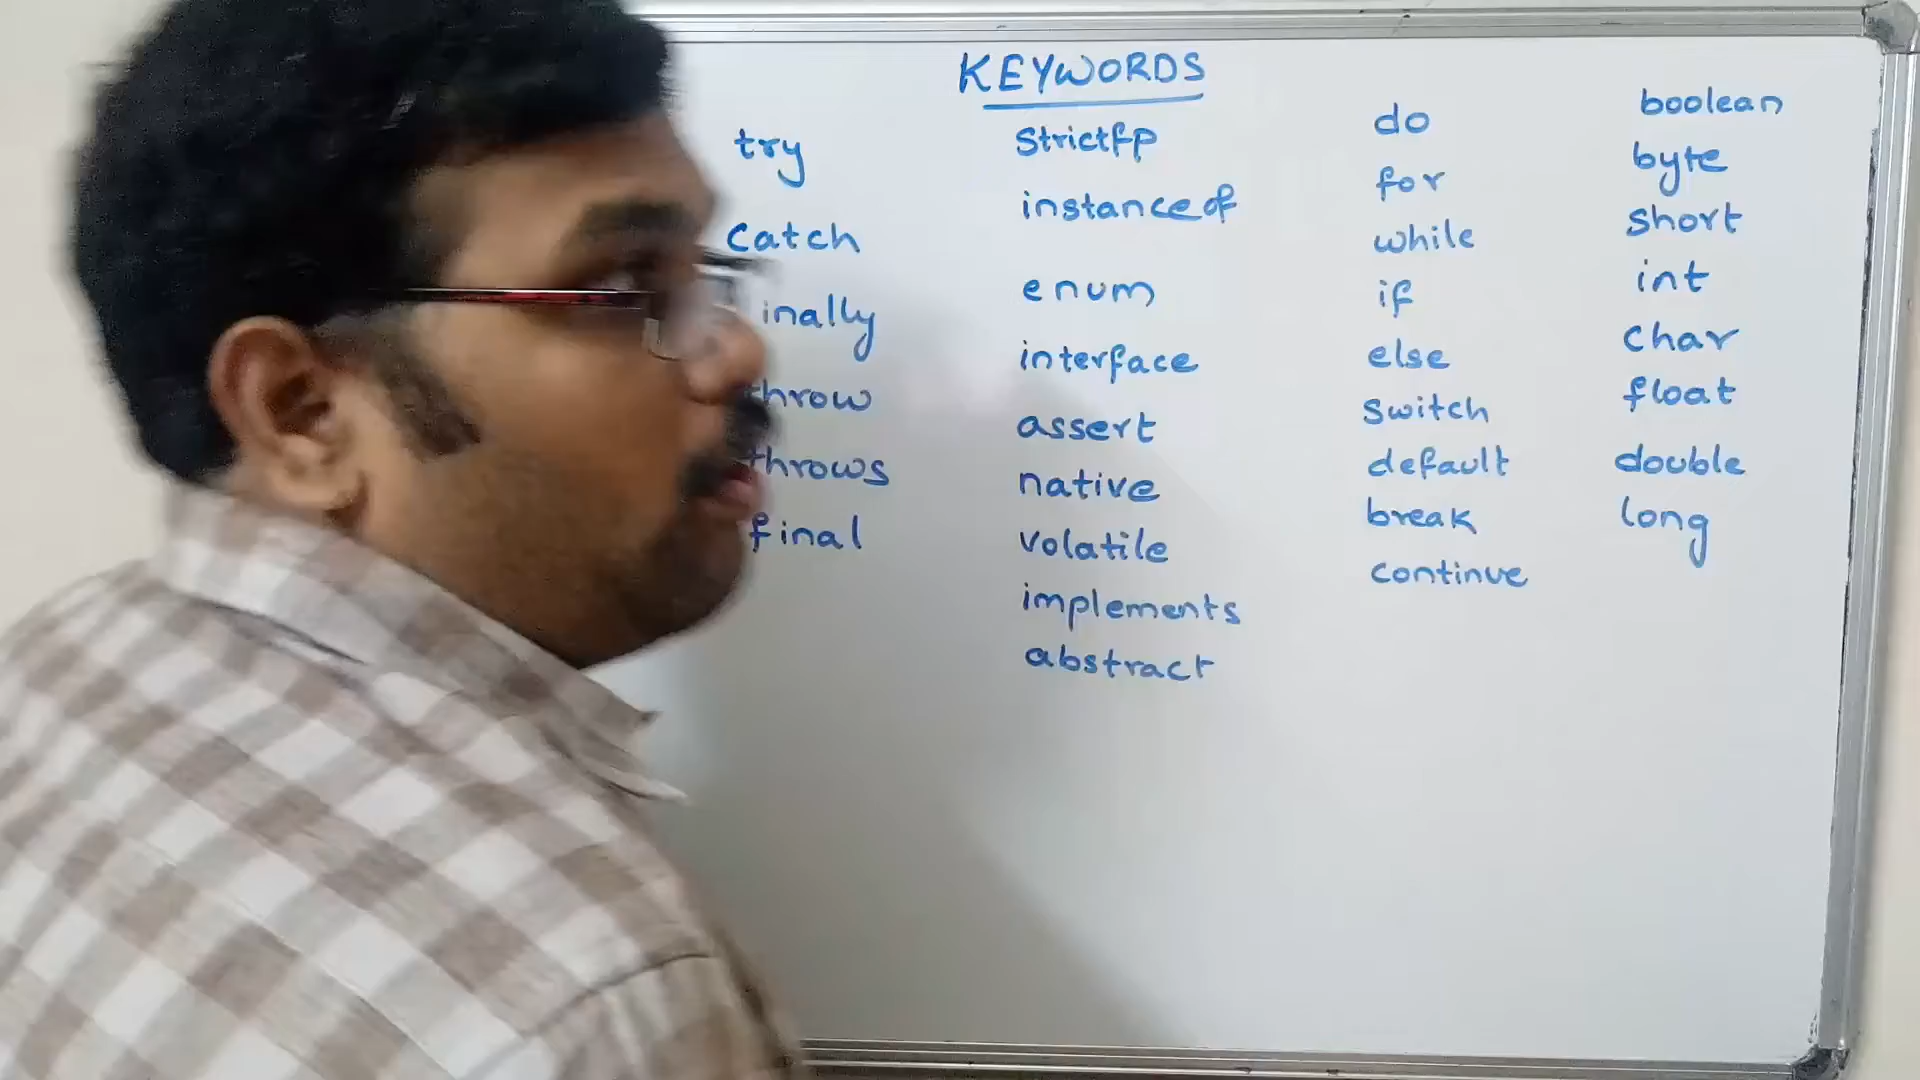 KEYWORDS
try
catch
inally
throw
throws
final
Strictfp
instanceof
enum
interface
assert
native
volatile
implements
abstract
do
for
while
if
else
switch
default
break
continue
boolean
byte
short
int
char
float
double
long